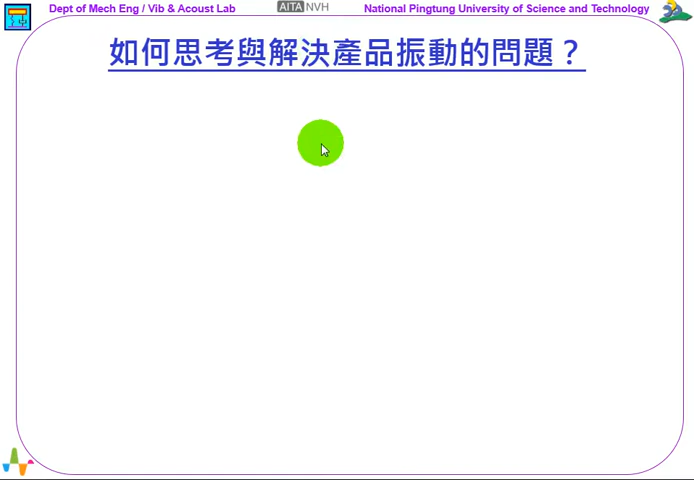 Dept of Mech Eng / Vib & Acoust Lab AITA NVH National Pingtung University of Science and Technology
如何思考與解決產品振動的問題？